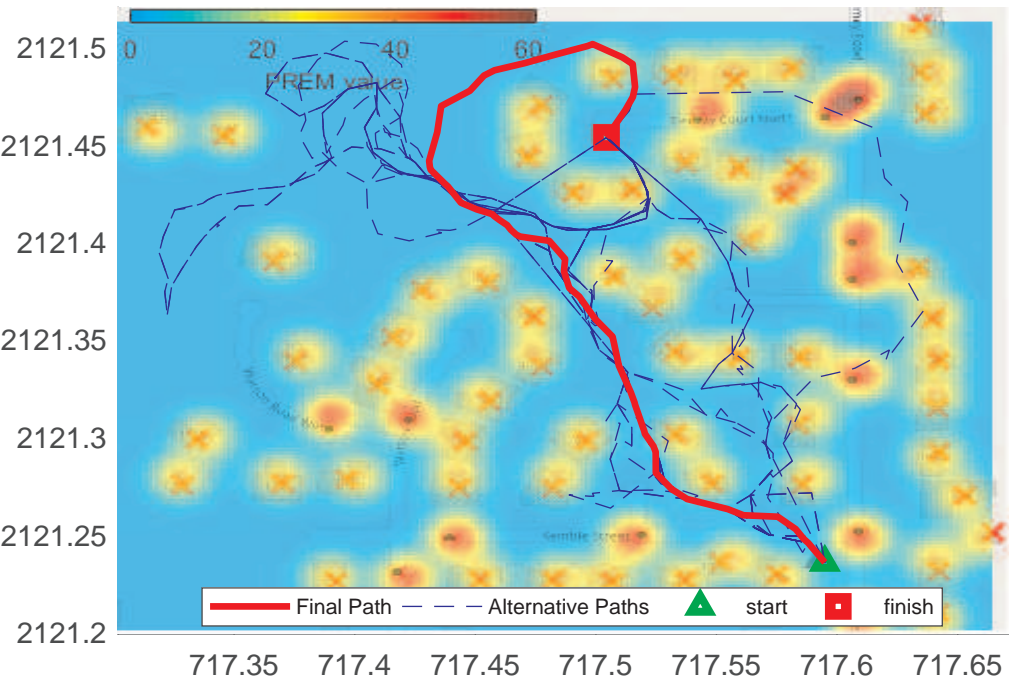 0 20 40 60
PREM value
2121.5
2121.45
2121.4
2121.35
2121.3
2121.25
2121.2
Kemble Street
Final Path Alternative Paths start finish
717.35 717.4 717.45 717.5 717.55 717.6 717.65